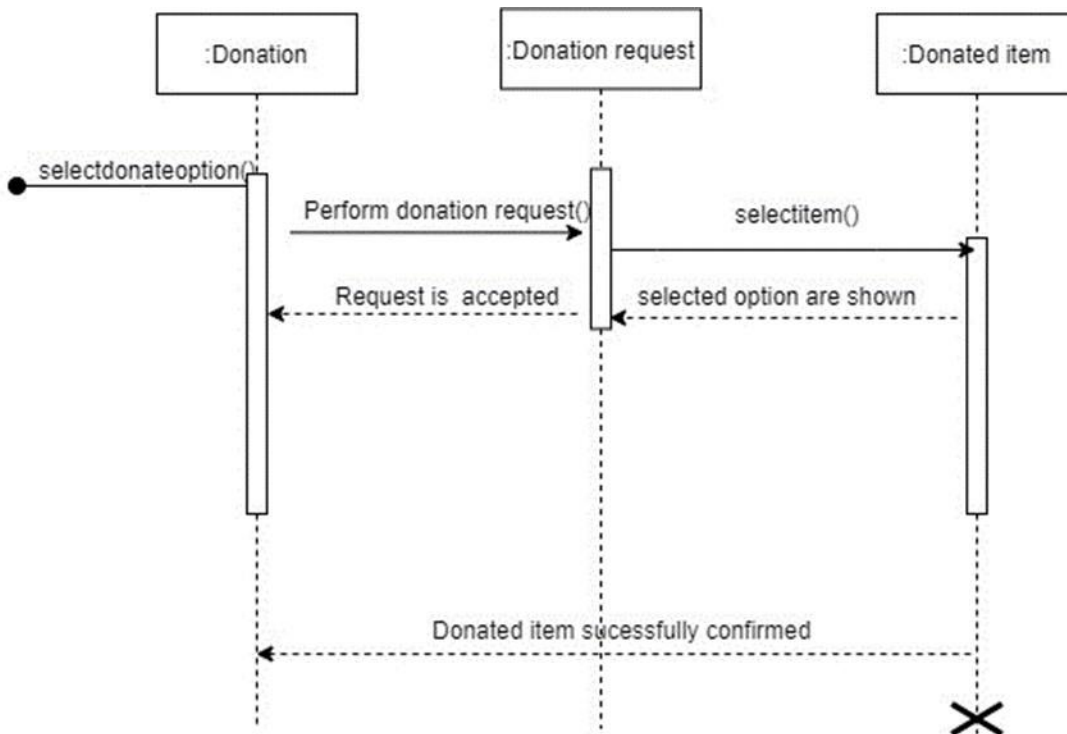 :Donation
:Donation request
:Donated item
selectdonateoption()
Perform donation request()
selectitem()
Request is accepted
selected option are shown
Donated item sucessfully confirmed